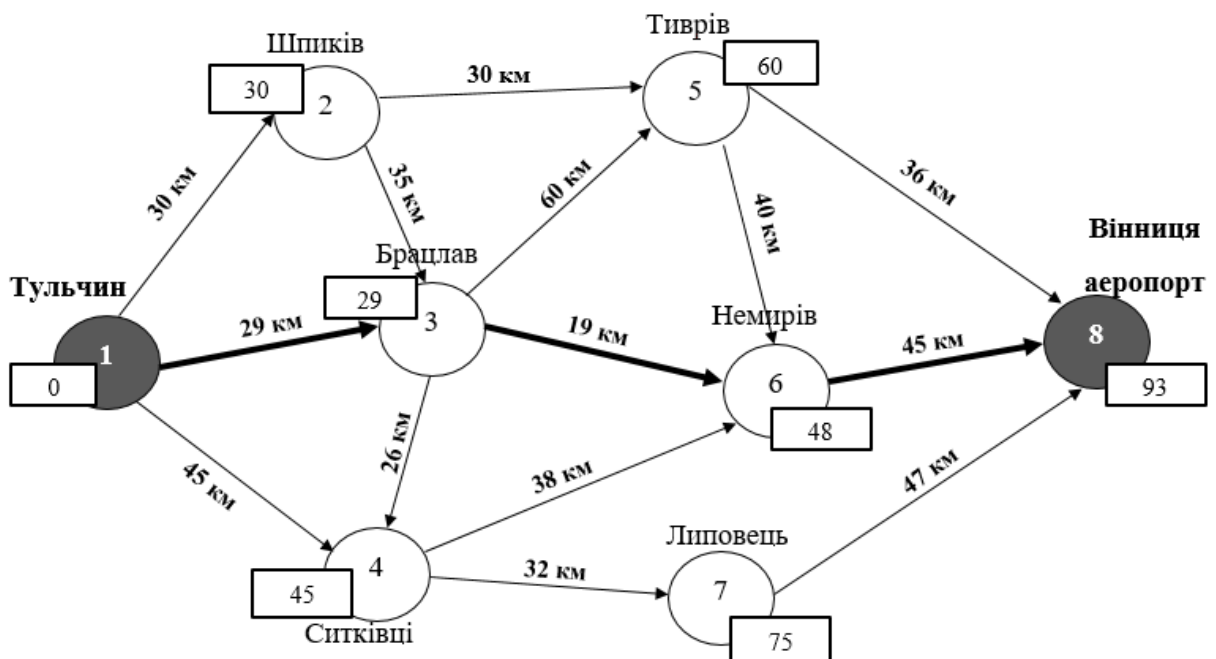 Шпиків
30
2
30 км
Тиврів
60
5
30 км
35 км
60 км
40 км
36 км
Вінниця
аеропорт
Брацлав
29
3
Тульчин
1
0
29 км
19 км
Немирів
6
48
45 км
8
93
45 км
26 км
38 км
47 км
4
45
Ситківці
32 км
Липовець
7
75